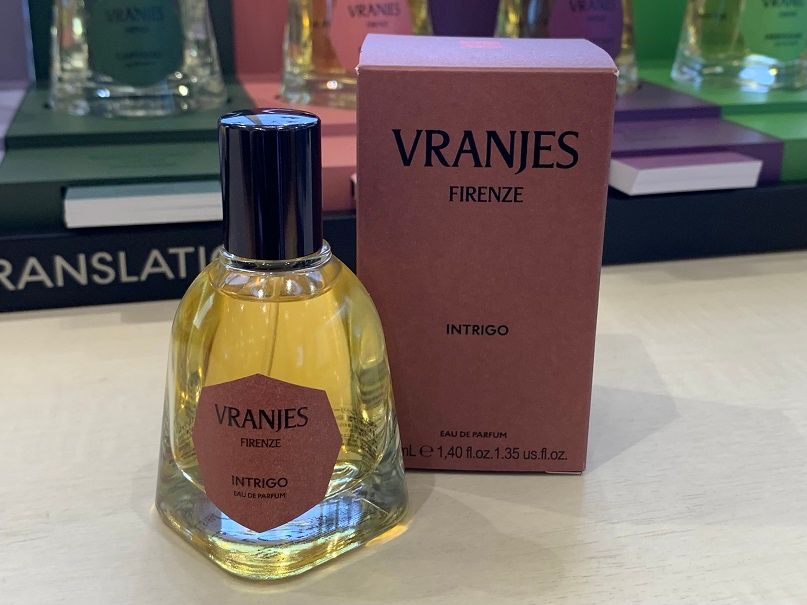 VRANJES
VRANJES
FIRENZE
INTRIGO
EAU DE PARFUM
mL ℮ 1,40 fl.oz.1.35 us.fl.oz.
RANSLATI
VRANJES
FIRENZE
INTRIGO
EAU DE PARFUM